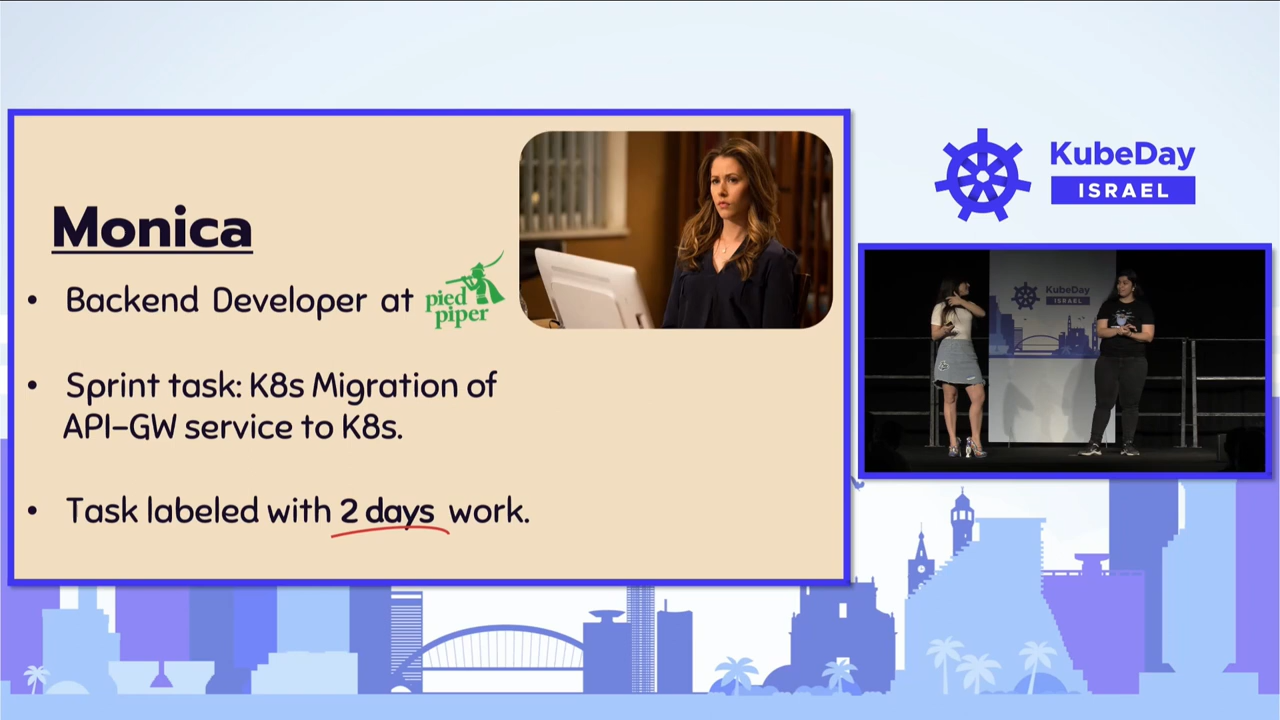 Monica
• Backend Developer at
pied
piper
• Sprint task: K8s Migration of
API-GW service to K8s.
• Task labeled with 2 days work.
KubeDay
ISRAEL
KubeDay
ISRAEL